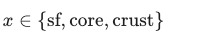 x ∈ {sf, core, crust}